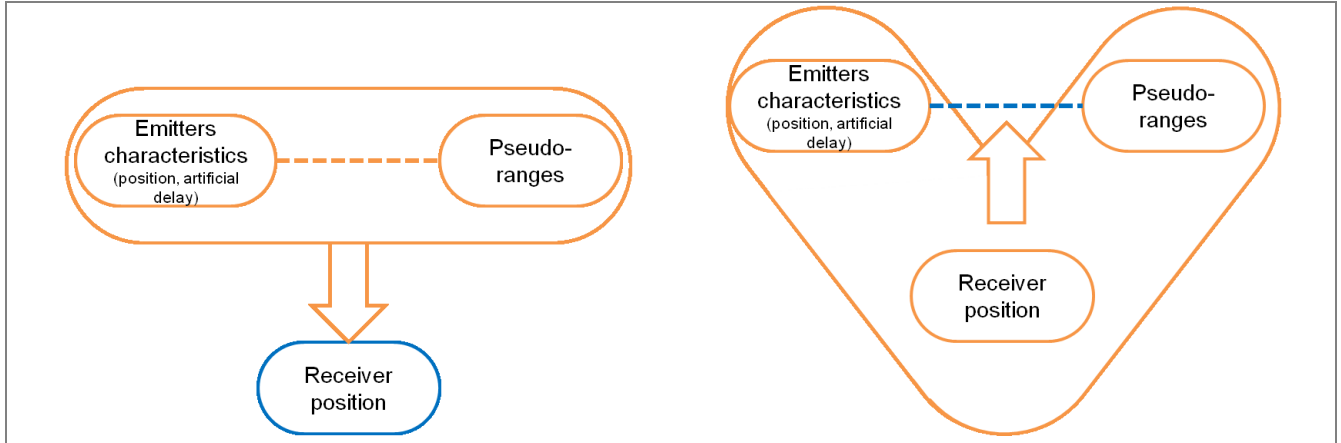 Emitters
characteristics
(position, artificial
delay)
Pseudo-
ranges
Receiver
position
Emitters
characteristics
(position, artificial
delay)
Pseudo-
ranges
Receiver
position